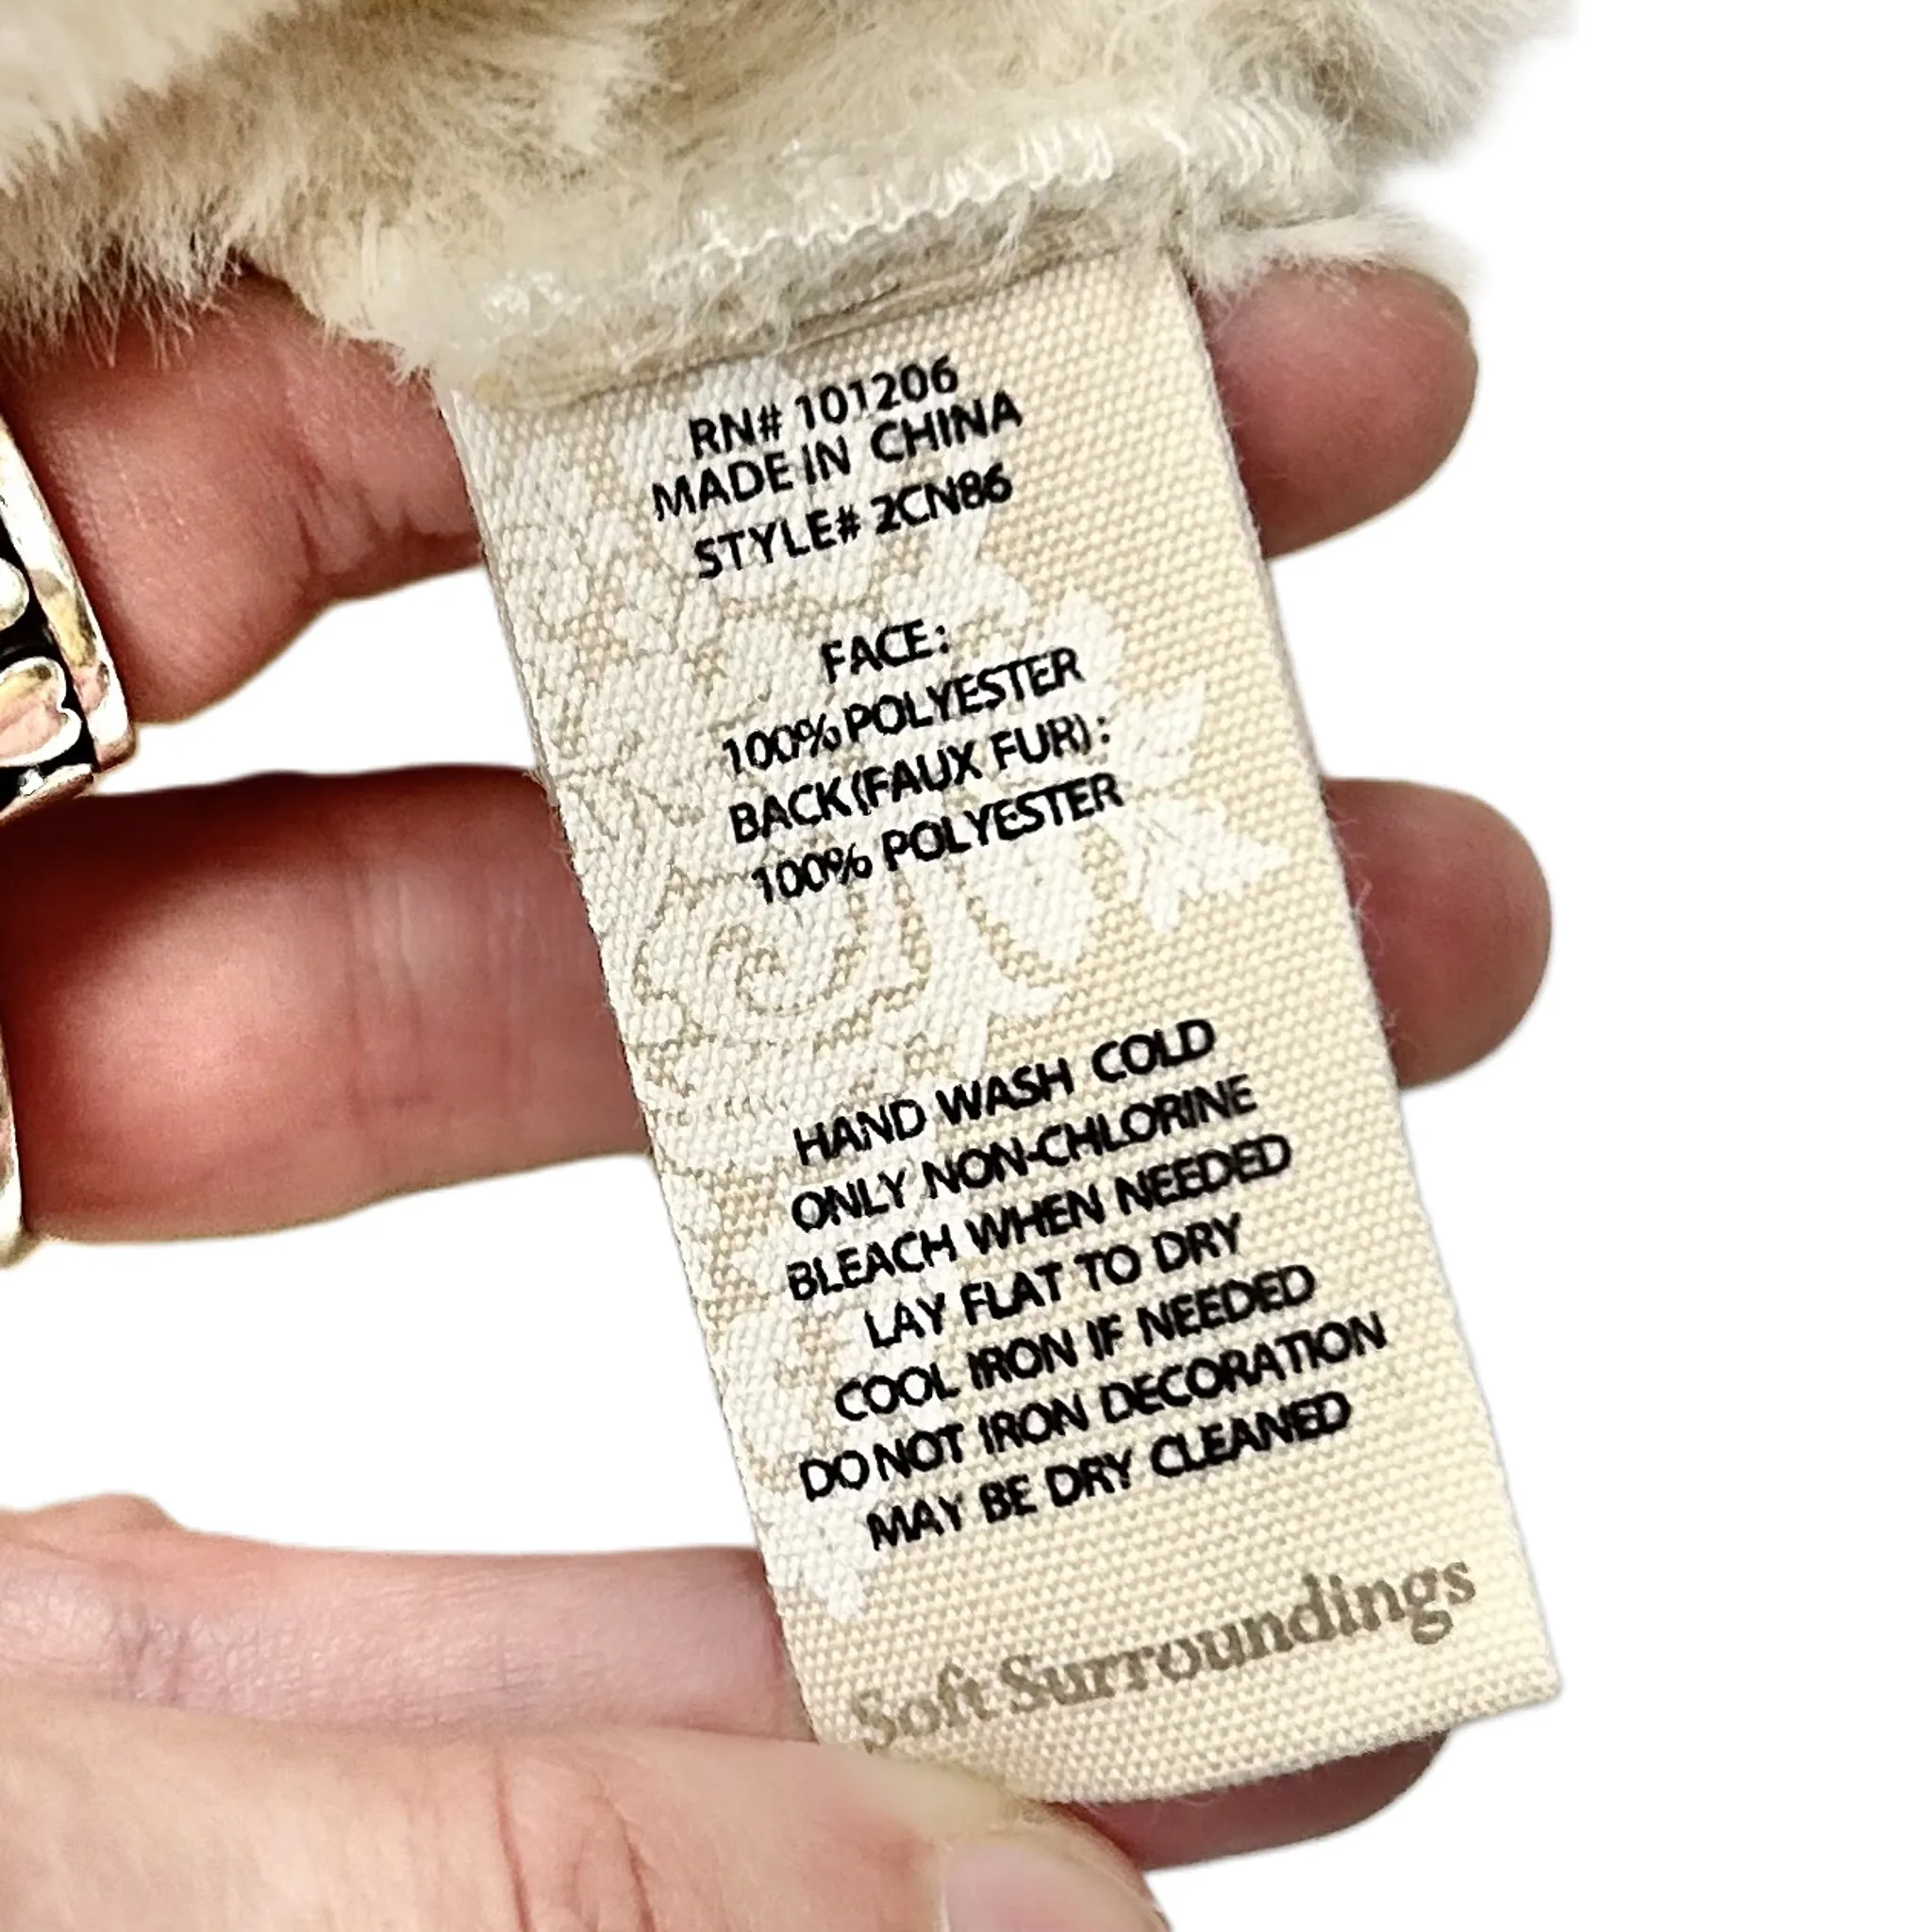 RN# 101206
MADE IN CHINA
STYLE# 2CN86
FACE:
100% POLYESTER
BACK (FAUX FUR):
100% POLYESTER
HAND WASH COLD
ONLY NON-CHLORINE
BLEACH WHEN NEEDED
LAY FLAT TO DRY
COOL IRON IF NEEDED
DO NOT IRON DECORATION
MAY BE DRY CLEANED
Soft Surroundings